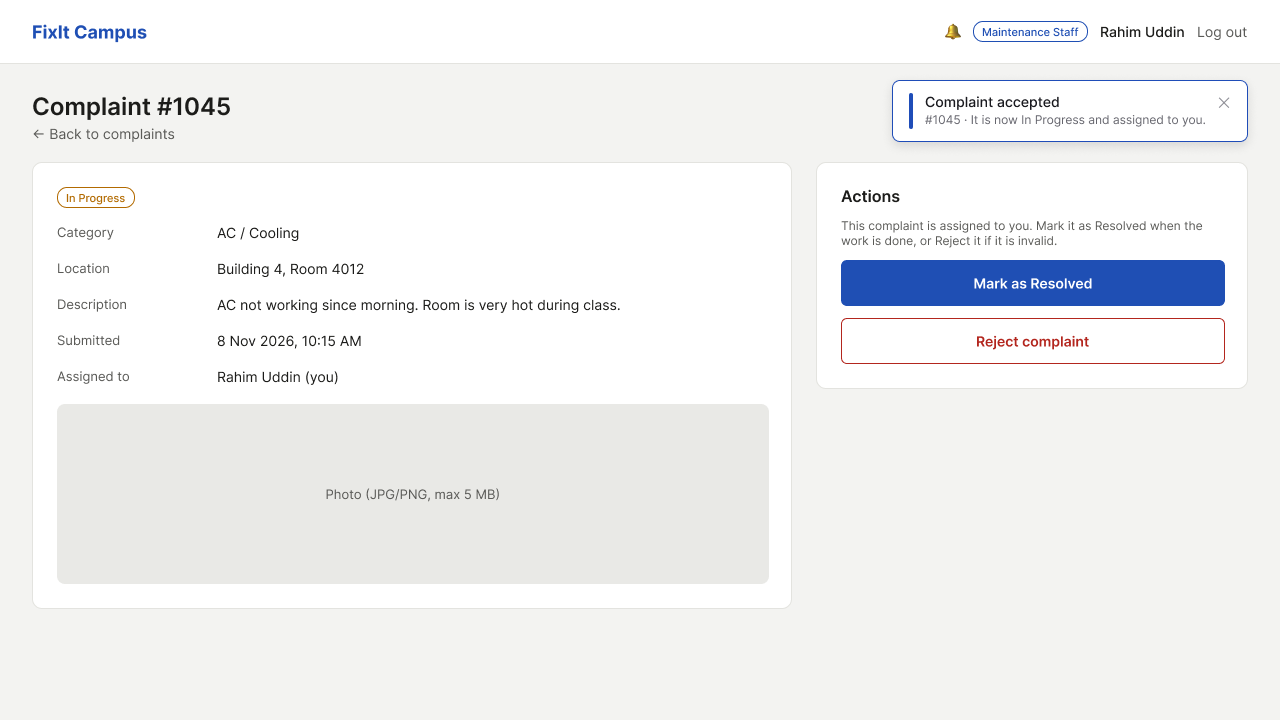 FixIt Campus
Maintenance Staff
Rahim Uddin
Log out
Complaint #1045
← Back to complaints
Complaint accepted
#1045 · It is now In Progress and assigned to you.
In Progress
Category
AC / Cooling
Location
Building 4, Room 4012
Description
AC not working since morning. Room is very hot during class.
Submitted
8 Nov 2026, 10:15 AM
Assigned to
Rahim Uddin (you)
Photo (JPG/PNG, max 5 MB)
Actions
This complaint is assigned to you. Mark it as Resolved when the
work is done, or Reject it if it is invalid.
Mark as Resolved
Reject complaint